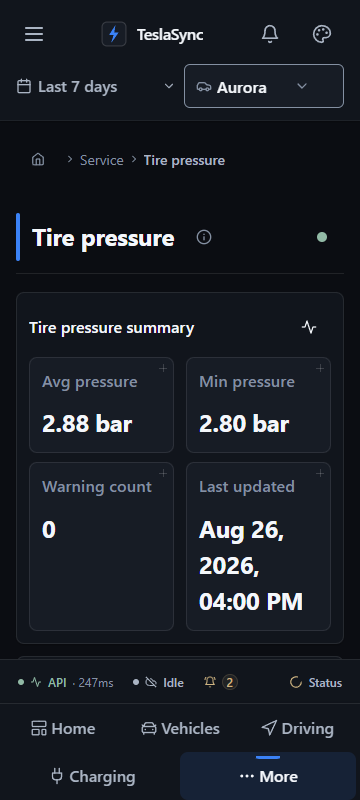 TeslaSync
Last 7 days
Aurora
Service
Tire pressure
Tire pressure
Tire pressure summary
Avg pressure
2.88 bar
Min pressure
2.80 bar
Warning count
0
Last updated
Aug 26,
2026,
04:00 PM
API · 247ms
Idle
2
Status
Home
Vehicles
Driving
Charging
More